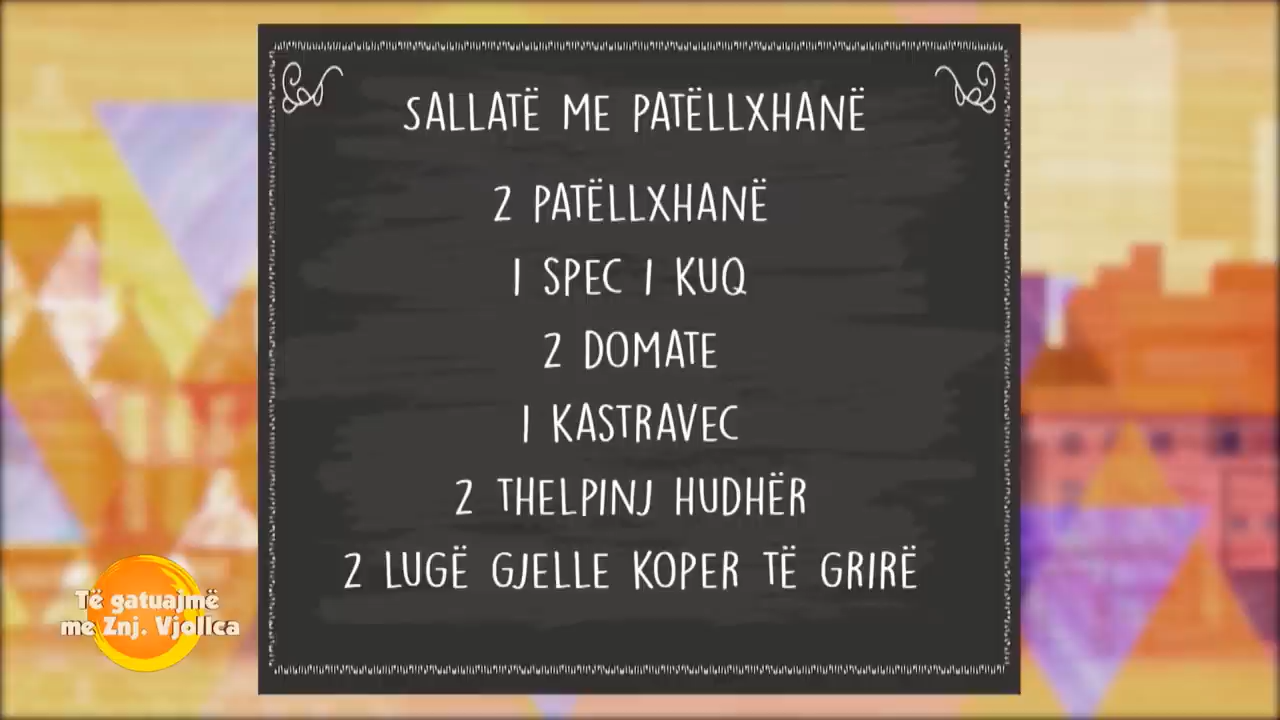 SALLATË ME PATËLLXHANË
2 PATËLLXHANË
1 SPEC I KUQ
2 DOMATE
1 KASTRAVEC
2 THELPINJ HUDHËR
2 LUGË GJELLE KOPER TË GRIRË
Të gatuajmë
me Znj. Vjollca